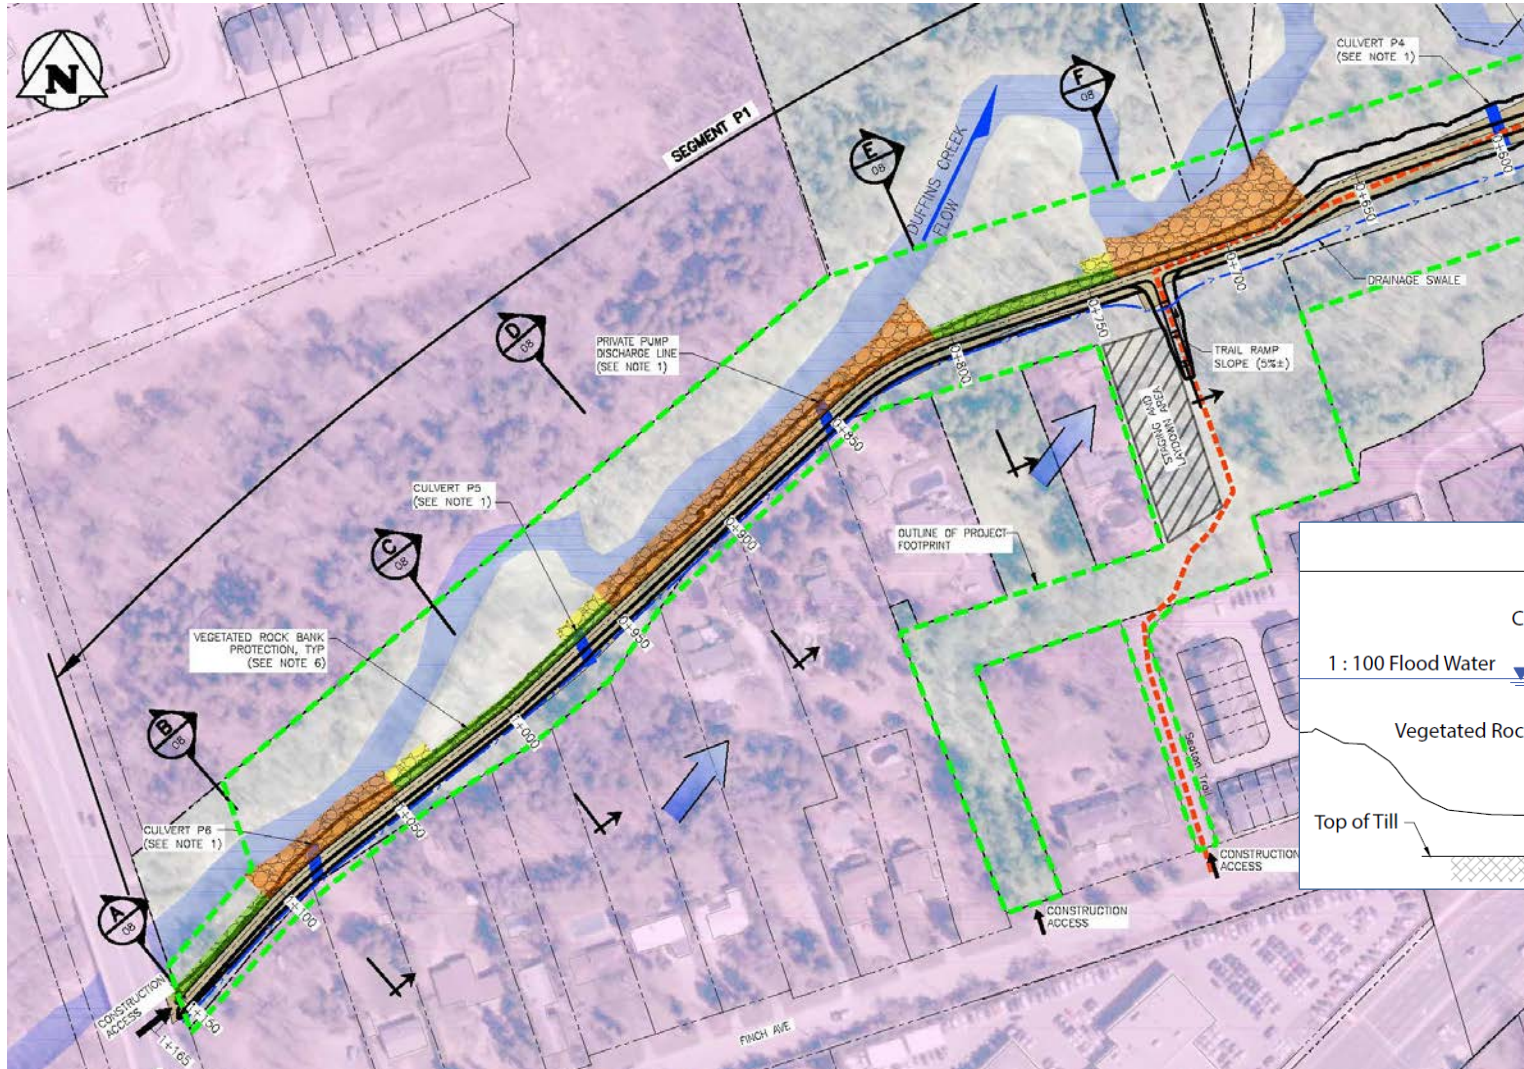 N
CULVERT P4
(SEE NOTE 1)
SEGMENT P1
F
08
E
08
DUFFINS CREEK
FLOW
0+600
0+650
0+700
DRAINAGE SWALE
D
08
PRIVATE PUMP
DISCHARGE LINE
(SEE NOTE 1)
0+750
0+800
TRAIL RAMP
SLOPE (5%±)
STAGING AND
LAYDOWN AREA
0+850
CULVERT P5
(SEE NOTE 1)
0+900
OUTLINE OF PROJECT
FOOTPRINT
C
08
VEGETATED ROCK BANK
PROTECTION, TYP
(SEE NOTE 6)
0+950
C
1 : 100 Flood Water
Vegetated Roc
Top of Till
B
08
1+000
Seaton Trail
CULVERT P6
(SEE NOTE 1)
1+050
CONSTRUCTION
ACCESS
A
08
1+100
CONSTRUCTION
ACCESS
CONSTRUCTION
ACCESS
1+150
1+165
FINCH AVE